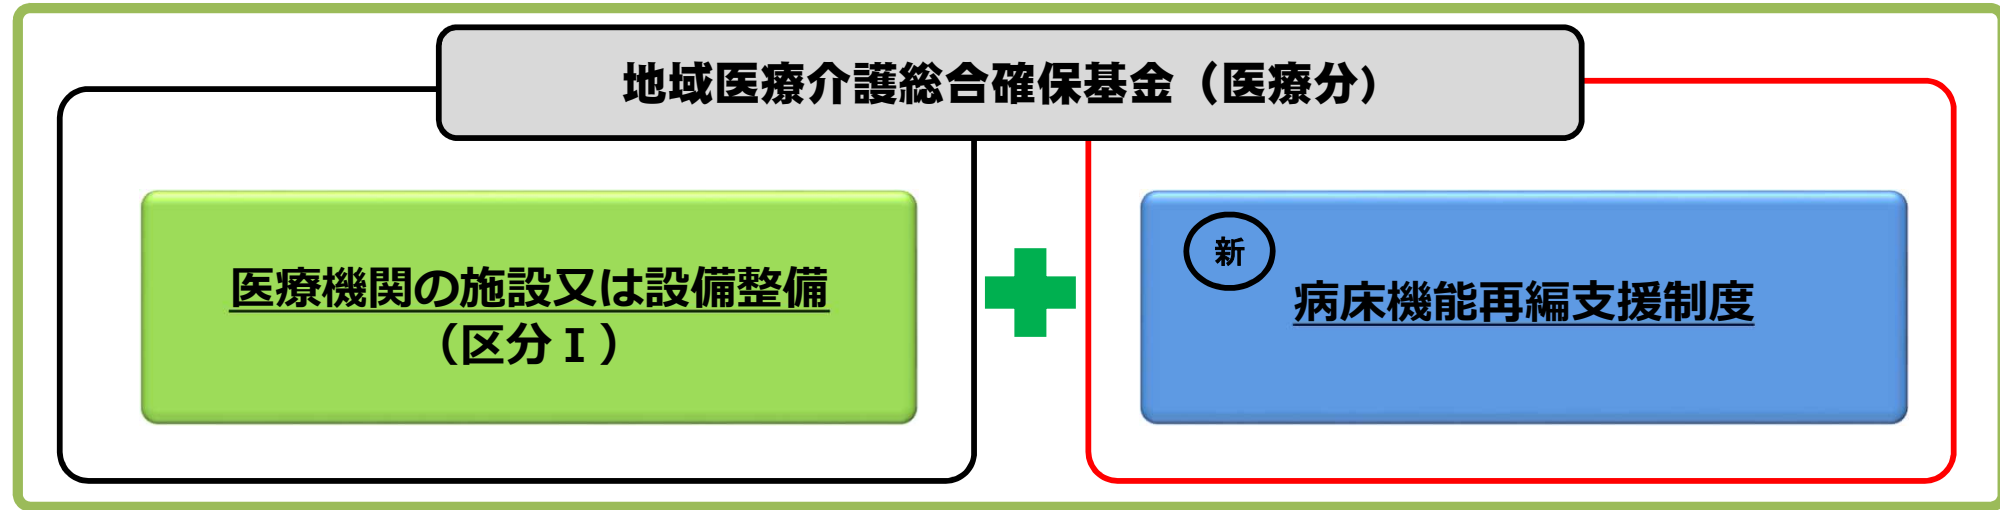 地域医療介護総合確保基金（医療分）
医療機関の施設又は設備整備
（区分Ⅰ）
新
病床機能再編支援制度